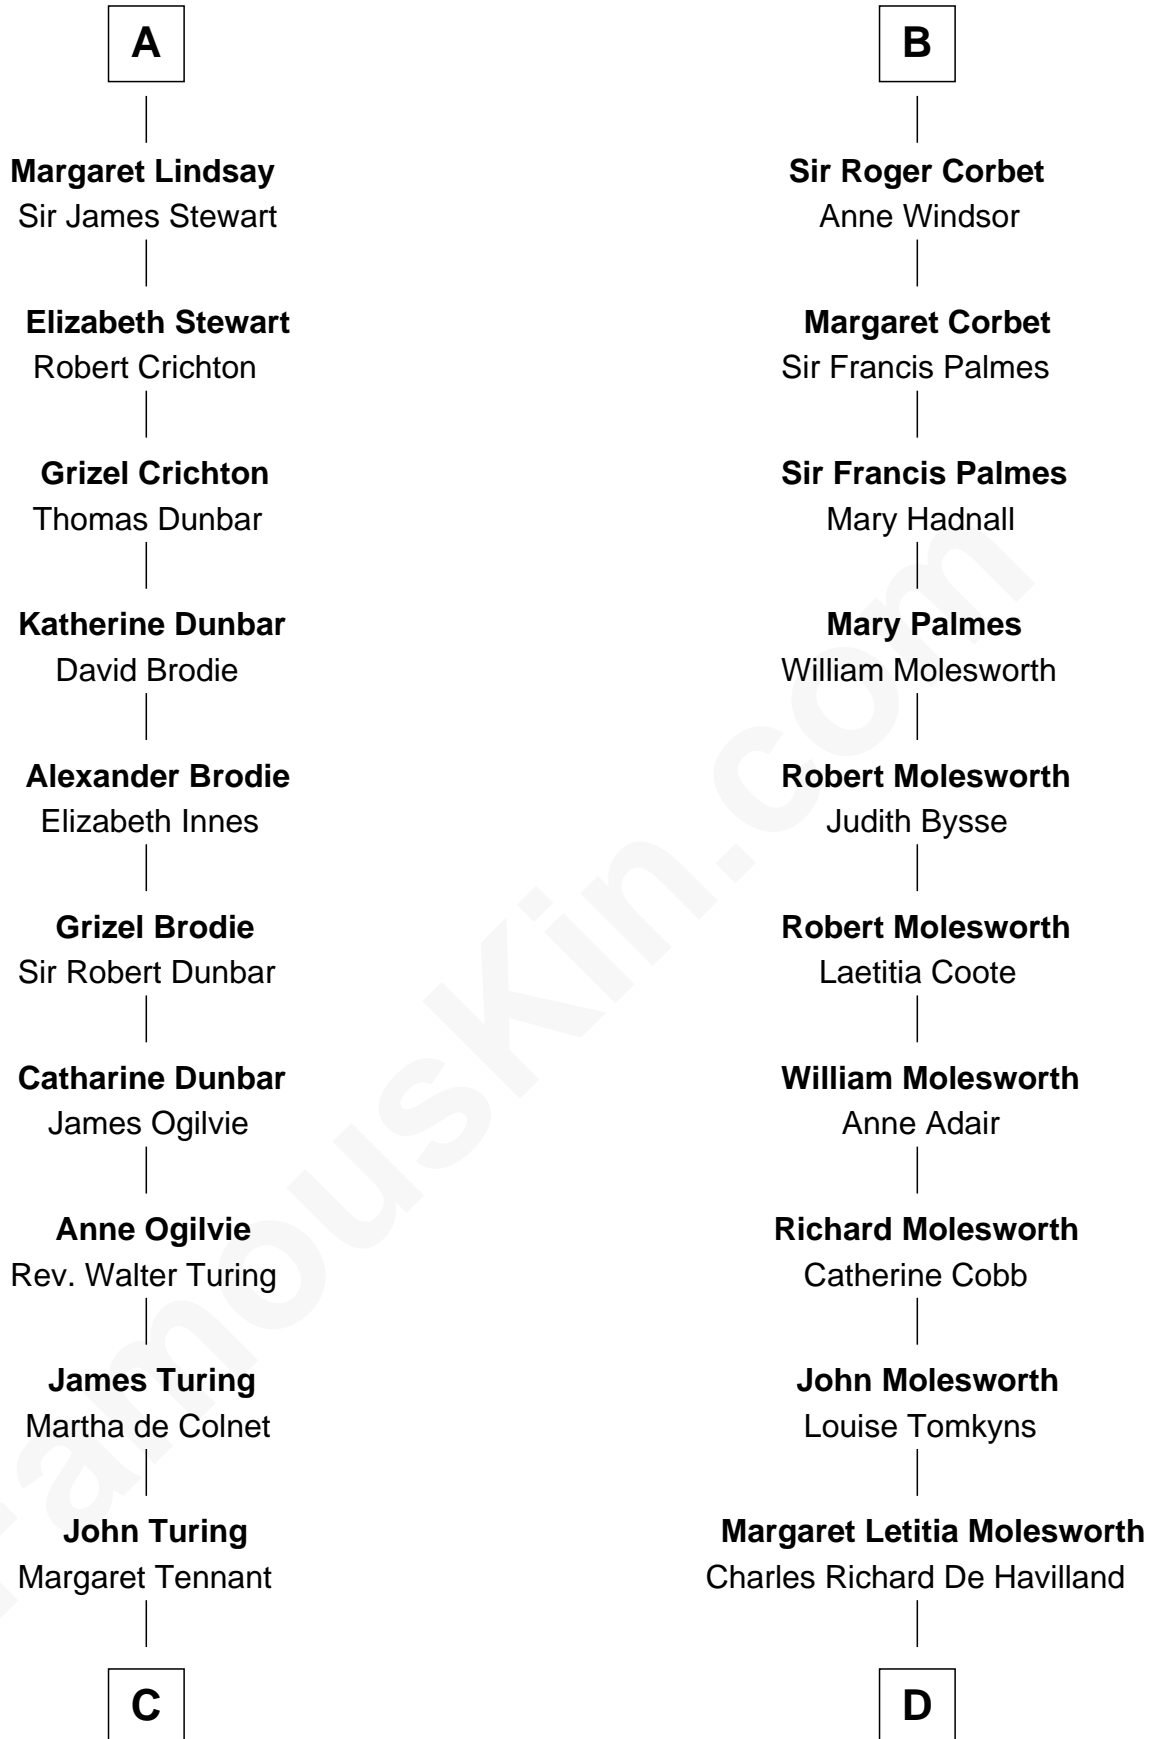 A
Margaret Lindsay
Sir James Stewart
Elizabeth Stewart
Robert Crichton
Grizel Crichton
Thomas Dunbar
Katherine Dunbar
David Brodie
Alexander Brodie
Elizabeth Innes
Grizel Brodie
Sir Robert Dunbar
Catharine Dunbar
James Ogilvie
Anne Ogilvie
Rev. Walter Turing
James Turing
Martha de Colnet
John Turing
Margaret Tennant
C
B
Sir Roger Corbet
Anne Windsor
Margaret Corbet
Sir Francis Palmes
Sir Francis Palmes
Mary Hadnall
Mary Palmes
William Molesworth
Robert Molesworth
Judith Bysse
Robert Molesworth
Laetitia Coote
William Molesworth
Anne Adair
Richard Molesworth
Catherine Cobb
John Molesworth
Louise Tomkyns
Margaret Letitia Molesworth
Charles Richard De Havilland
D
FamousKin.com